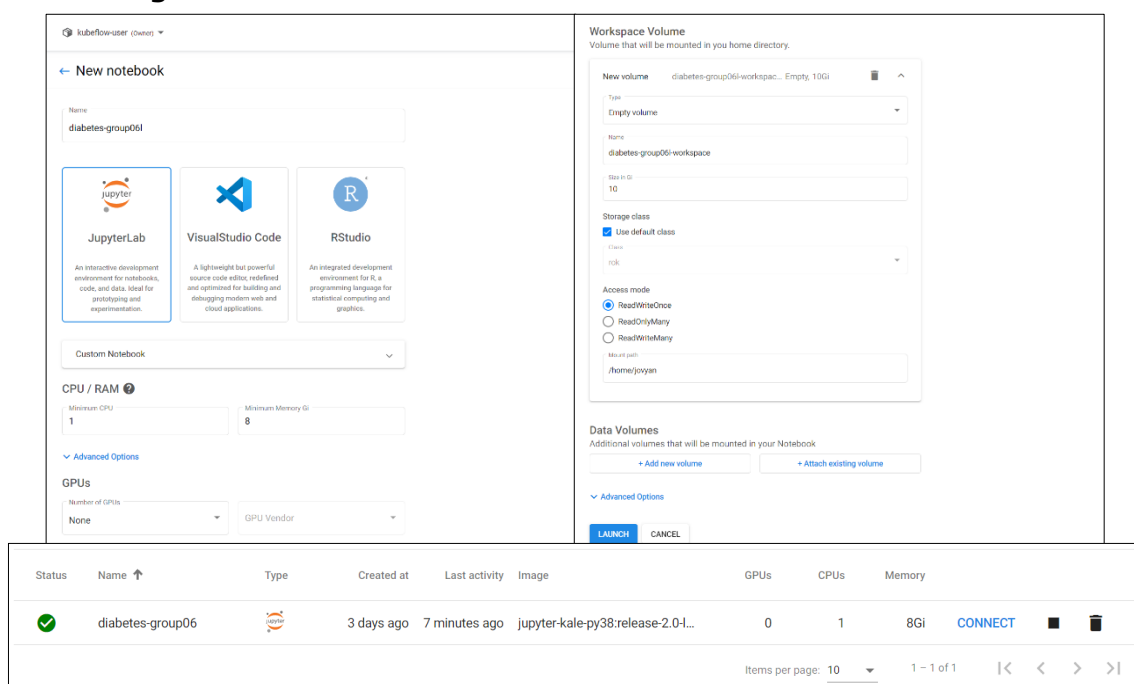 kubeflow-user (Owner)
← New notebook
Name
diabetes-group06l
jupyter
JupyterLab
An interactive development
environment for notebooks,
code, and data. Ideal for
prototyping and
experimentation.
VisualStudio Code
A lightweight but powerful
source code editor, redefined
and optimized for building and
debugging modern web and
cloud applications.
R
RStudio
An integrated development
environment for R, a
programming language for
statistical computing and
graphics.
Custom Notebook
CPU / RAM ?
Minimum CPU
1
Minimum Memory Gi
8
Advanced Options
GPUs
Number of GPUs
None
GPU Vendor
Workspace Volume
Volume that will be mounted in you home directory.
New volume diabetes-group06l-workspac... Empty, 10Gi
Type
Empty volume
Name
diabetes-group06l-workspace
Size in Gi
10
Storage class
Use default class
Class
rok
Access mode
ReadWriteOnce
ReadOnlyMany
ReadWriteMany
Mount path
/home/jovyan
Data Volumes
Additional volumes that will be mounted in your Notebook
+ Add new volume + Attach existing volume
Advanced Options
LAUNCH CANCEL
Status Name ↑ Type Created at Last activity Image GPUs CPUs Memory
diabetes-group06 jupyter 3 days ago 7 minutes ago jupyter-kale-py38:release-2.0-l... 0 1 8Gi CONNECT
Items per page: 10 1 – 1 of 1 |< < > >|